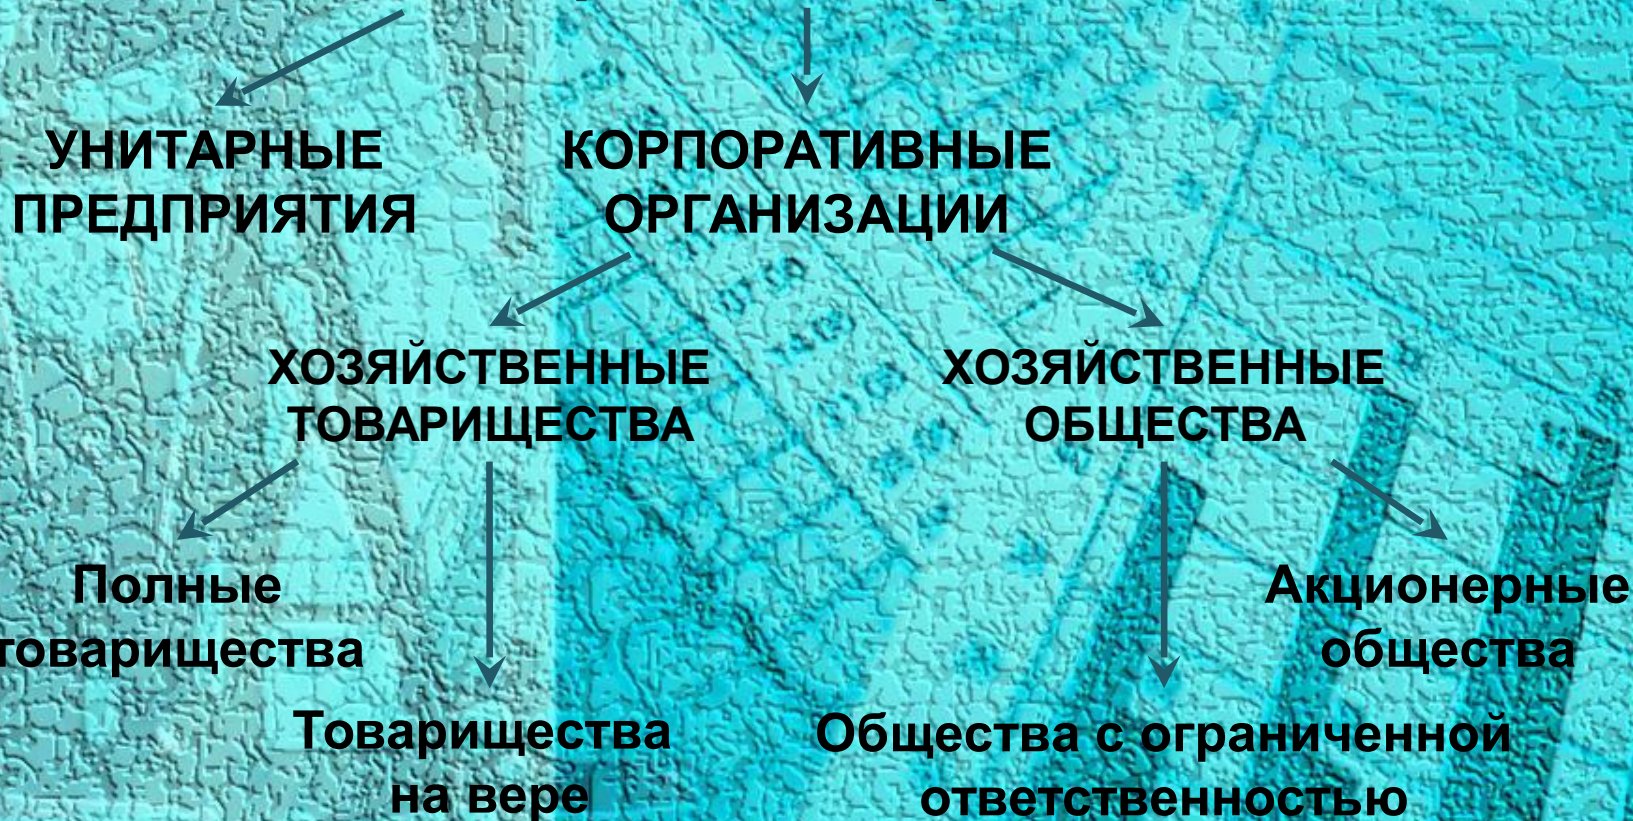 УНИТАРНЫЕ
ПРЕДПРИЯТИЯ
КОРПОРАТИВНЫЕ
ОРГАНИЗАЦИИ
ХОЗЯЙСТВЕННЫЕ
ТОВАРИЩЕСТВА
ХОЗЯЙСТВЕННЫЕ
ОБЩЕСТВА
Полные
товарищества
Акционерные
общества
Товарищества
на вере
Общества с ограниченной
ответственностью